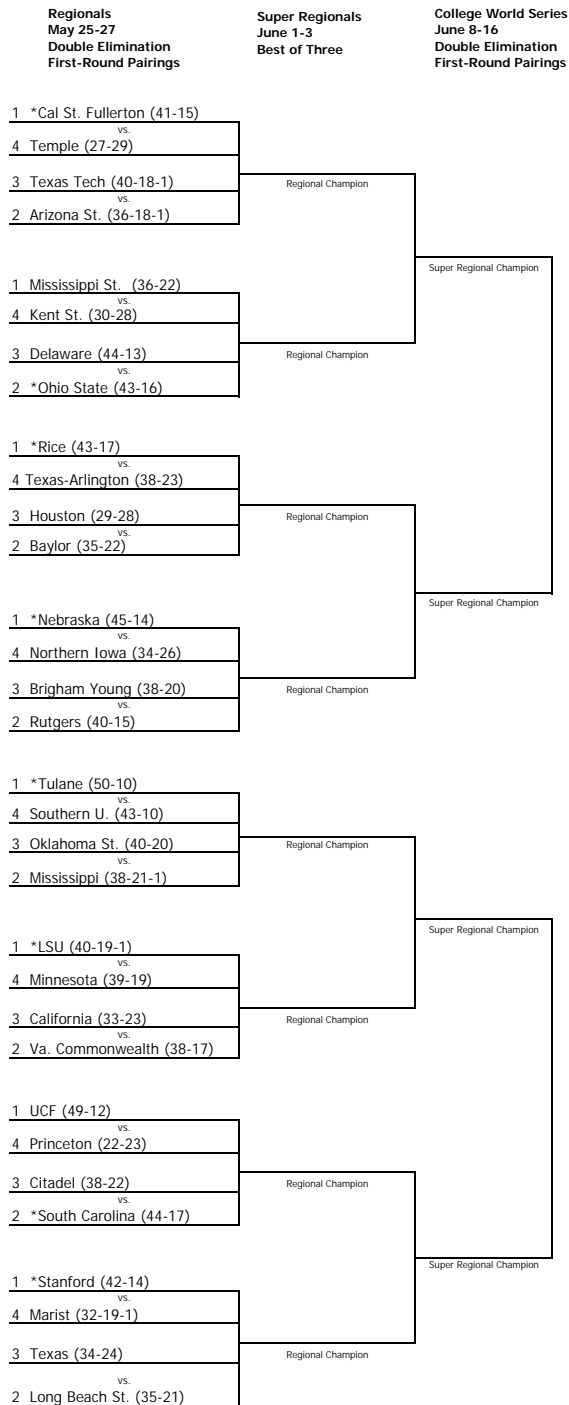 Regionals
May 25-27
Double Elimination
First-Round Pairings
Super Regionals
June 1-3
Best of Three
College World Series
June 8-16
Double Elimination
First-Round Pairings
1 *Cal St. Fullerton (41-15)
vs.
4 Temple (27-29)
3 Texas Tech (40-18-1)
vs.
2 Arizona St. (36-18-1)
Regional Champion
Super Regional Champion
1 Mississippi St. (36-22)
vs.
4 Kent St. (30-28)
3 Delaware (44-13)
vs.
2 *Ohio State (43-16)
Regional Champion
1 *Rice (43-17)
vs.
4 Texas-Arlington (38-23)
3 Houston (29-28)
vs.
2 Baylor (35-22)
Regional Champion
Super Regional Champion
1 *Nebraska (45-14)
vs.
4 Northern Iowa (34-26)
3 Brigham Young (38-20)
vs.
2 Rutgers (40-15)
Regional Champion
1 *Tulane (50-10)
vs.
4 Southern U. (43-10)
3 Oklahoma St. (40-20)
vs.
2 Mississippi (38-21-1)
Regional Champion
Super Regional Champion
1 *LSU (40-19-1)
vs.
4 Minnesota (39-19)
3 California (33-23)
vs.
2 Va. Commonwealth (38-17)
Regional Champion
1 UCF (49-12)
vs.
4 Princeton (22-23)
3 Citadel (38-22)
vs.
2 *South Carolina (44-17)
Regional Champion
Super Regional Champion
1 *Stanford (42-14)
vs.
4 Marist (32-19-1)
3 Texas (34-24)
vs.
2 Long Beach St. (35-21)
Regional Champion